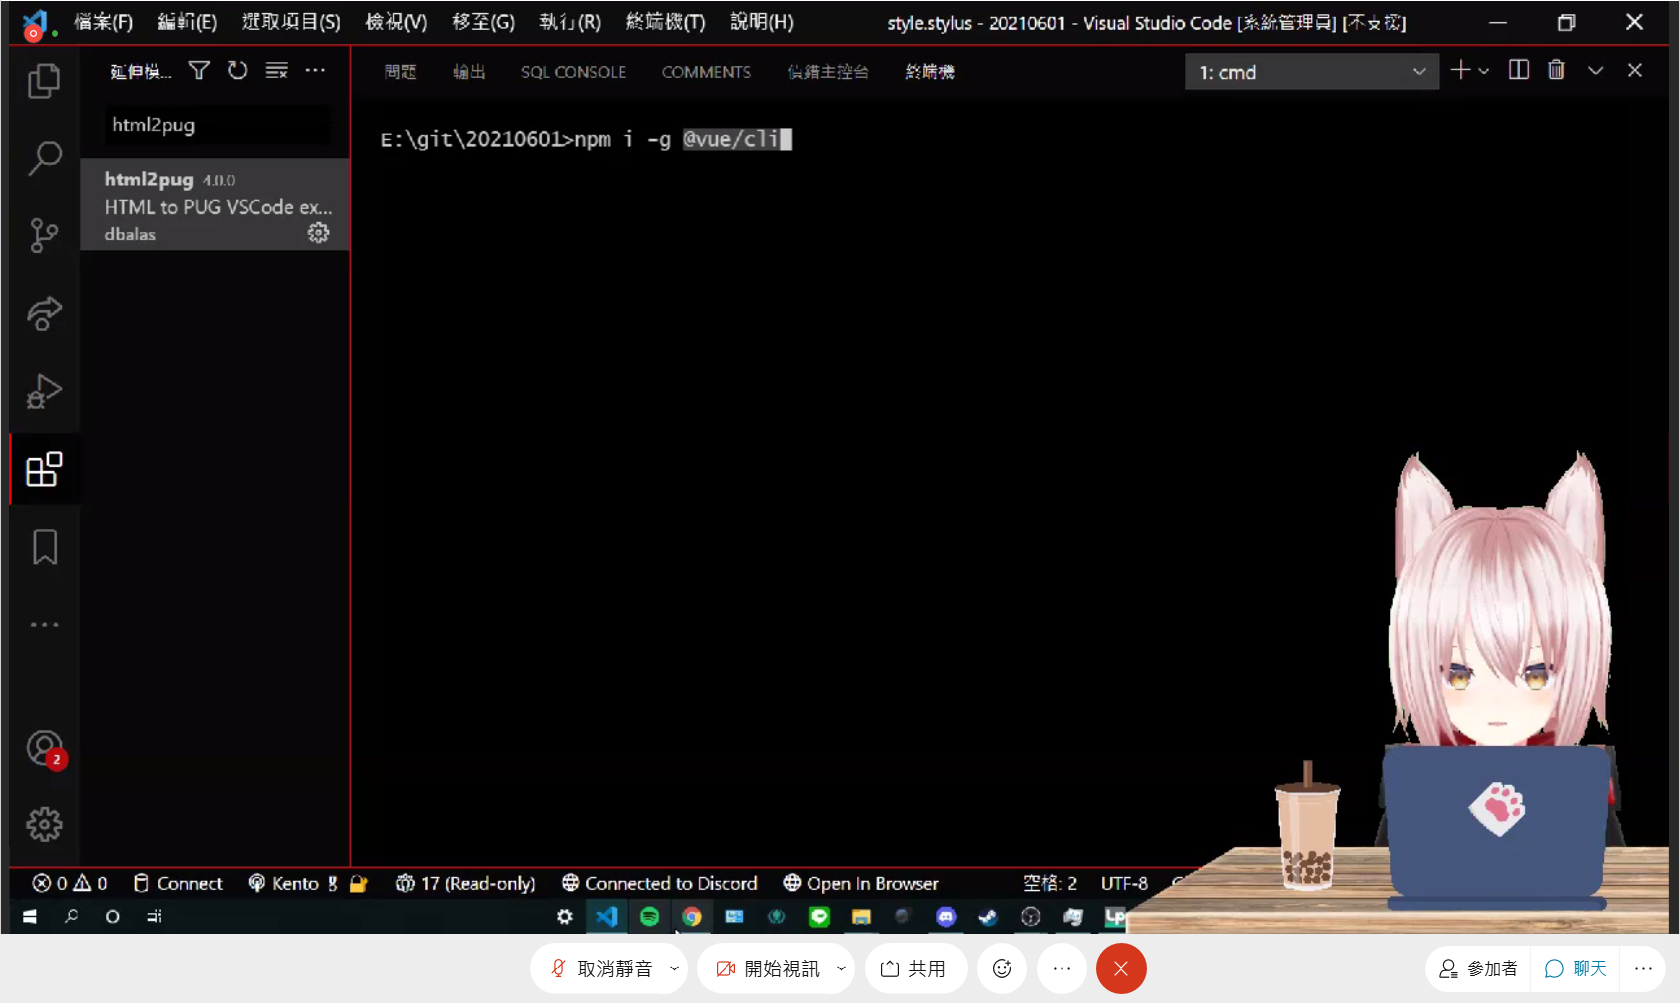 檔案(F) 編輯(E) 選取項目(S) 檢視(V) 移至(G) 執行(R) 終端機(T) 說明(H) style.stylus - 20210601 - Visual Studio Code [系統管理員] [不支援]
延伸模... 問題 輸出 SQL CONSOLE COMMENTS 偵錯主控台 終端機 1: cmd
html2pug
E:\git\20210601>npm i -g @vue/cli
html2pug 4.0.0
HTML to PUG VSCode ex...
dbalas
2
0 0 Connect Kento 17 (Read-only) Connected to Discord Open In Browser 空格: 2 UTF-8
取消靜音 開始視訊 共用 參加者 聊天